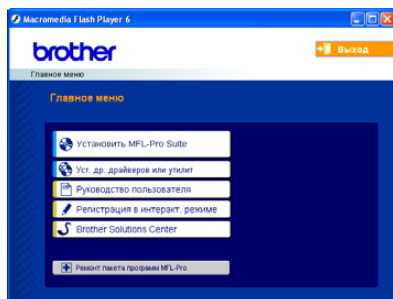 Macromedia Flash Player 6
brother
Выход
Главное меню
Главное меню
Установить MFL-Pro Suite
Уст. др. драйверов или утилит
Руководство пользователя
Регистрация в интеракт. режиме
Brother Solutions Center
Ремонт пакета программ MFL-Pro